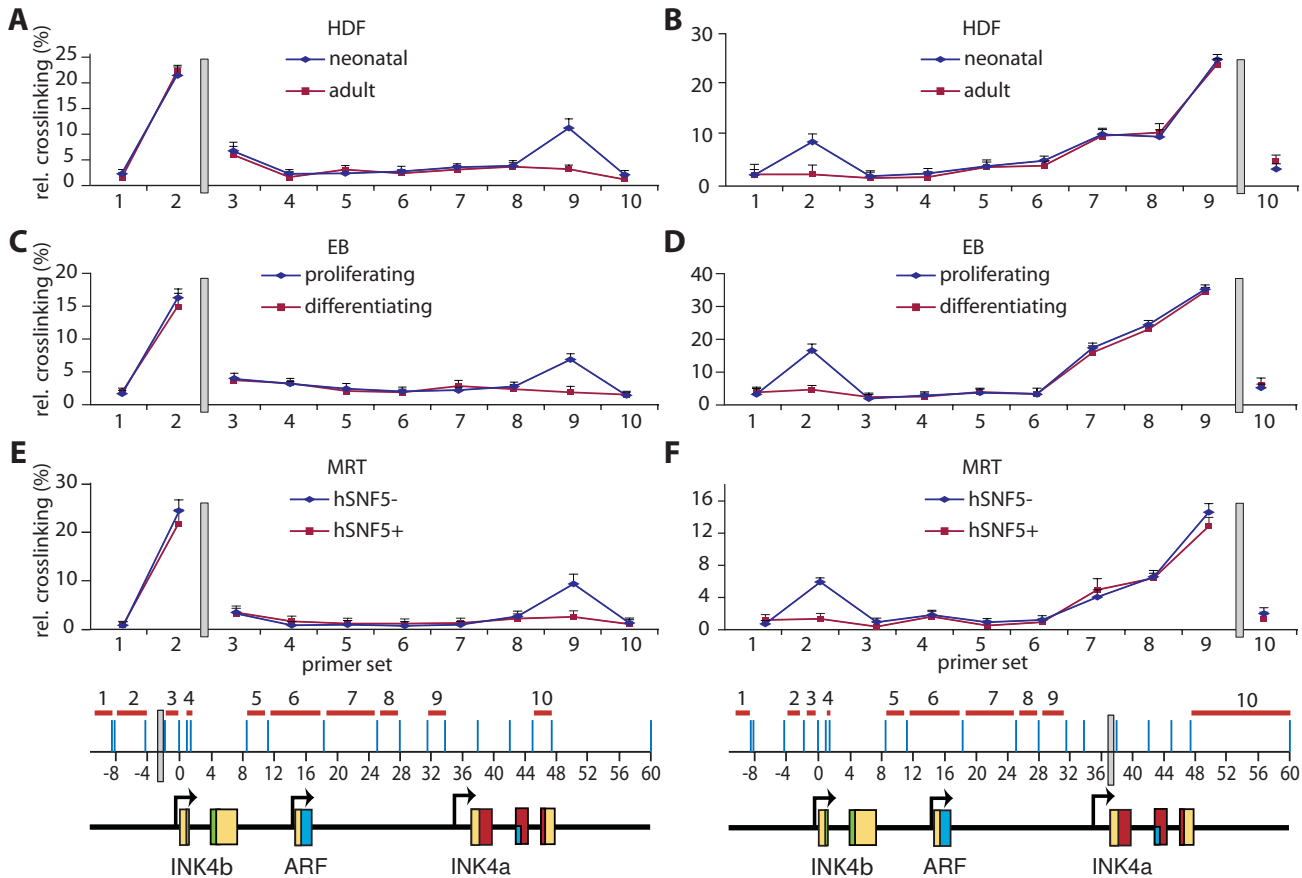 A
HDF
neonatal
adult
rel. crosslinking (%)
25
20
15
10
5
0
1 2 3 4 5 6 7 8 9 10
B
HDF
neonatal
adult
30
20
10
0
1 2 3 4 5 6 7 8 9 10
C
EB
proliferating
differentiating
rel. crosslinking (%)
20
15
10
5
0
1 2 3 4 5 6 7 8 9 10
D
EB
proliferating
differentiating
40
30
20
10
0
1 2 3 4 5 6 7 8 9 10
E
MRT
hSNF5-
hSNF5+
rel. crosslinking (%)
30
20
10
0
1 2 3 4 5 6 7 8 9 10
primer set
F
MRT
hSNF5-
hSNF5+
16
12
8
4
0
1 2 3 4 5 6 7 8 9 10
primer set
1 2 3 4 5 6 7 8 9 10
-8 -4 0 4 8 12 16 20 24 28 32 36 40 44 48 52 56 60
INK4b ARF INK4a
1 2 3 4 5 6 7 8 9 10
-8 -4 0 4 8 12 16 20 24 28 32 36 40 44 48 52 56 60
INK4b ARF INK4a